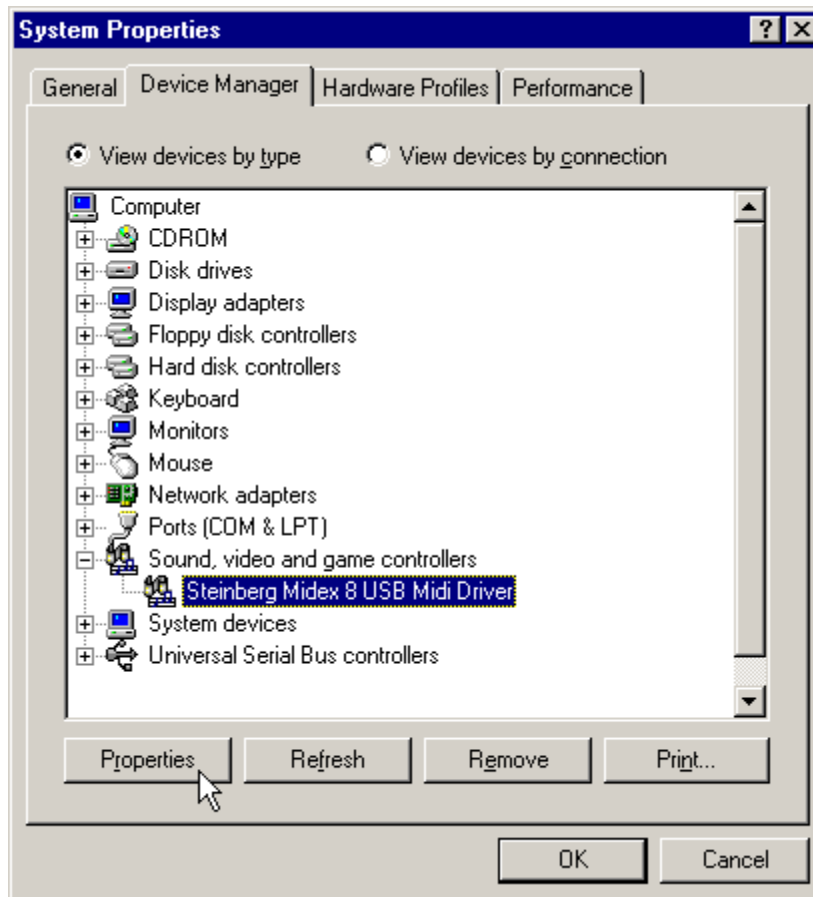 System Properties
General Device Manager Hardware Profiles Performance
View devices by type View devices by connection
Computer
CDROM
Disk drives
Display adapters
Floppy disk controllers
Hard disk controllers
Keyboard
Monitors
Mouse
Network adapters
Ports (COM & LPT)
Sound, video and game controllers
Steinberg Midex 8 USB Midi Driver
System devices
Universal Serial Bus controllers
Properties Refresh Remove Print...
OK Cancel